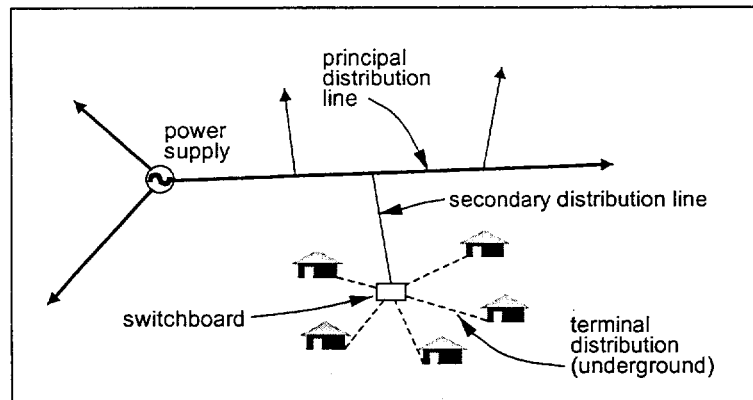 principal
distribution
line
power
supply
secondary distribution line
switchboard
terminal
distribution
(underground)